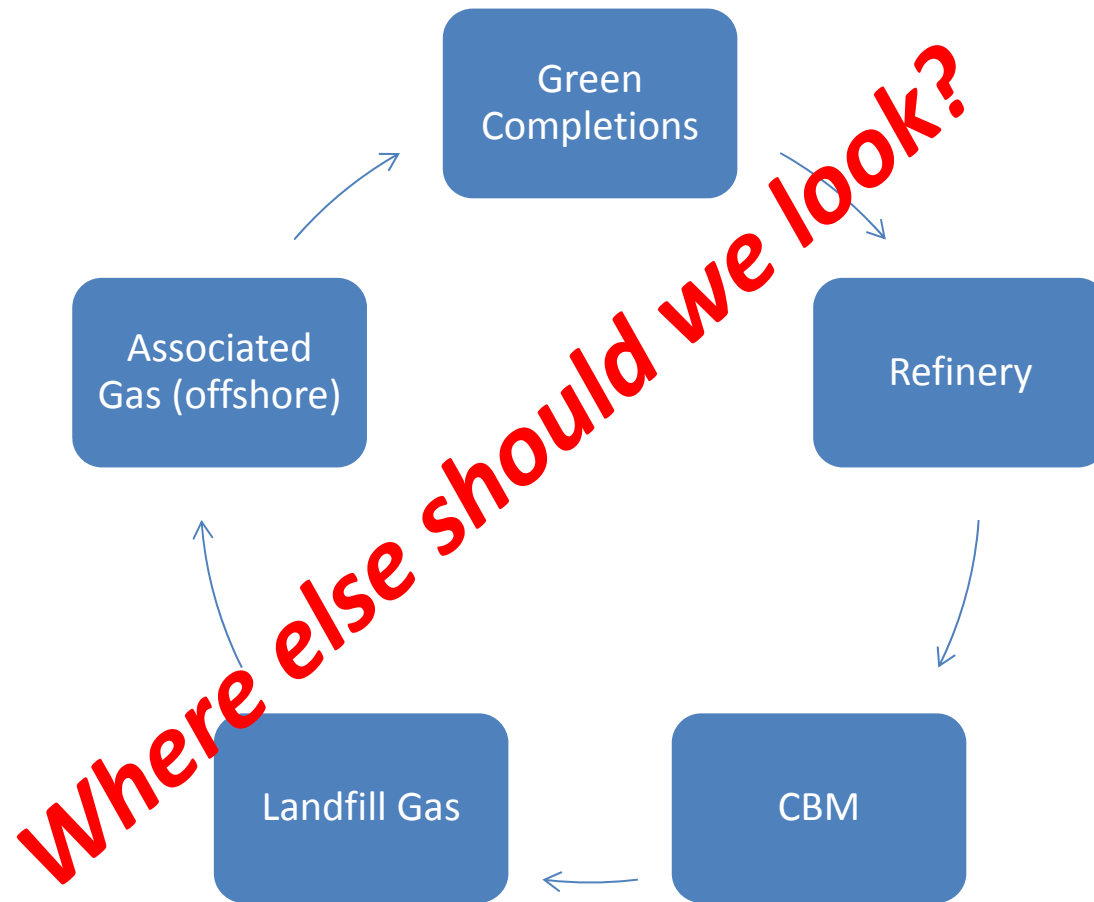 Green
Completions
Where else should we look?
Associated
Gas (offshore)
Refinery
Landfill Gas
CBM